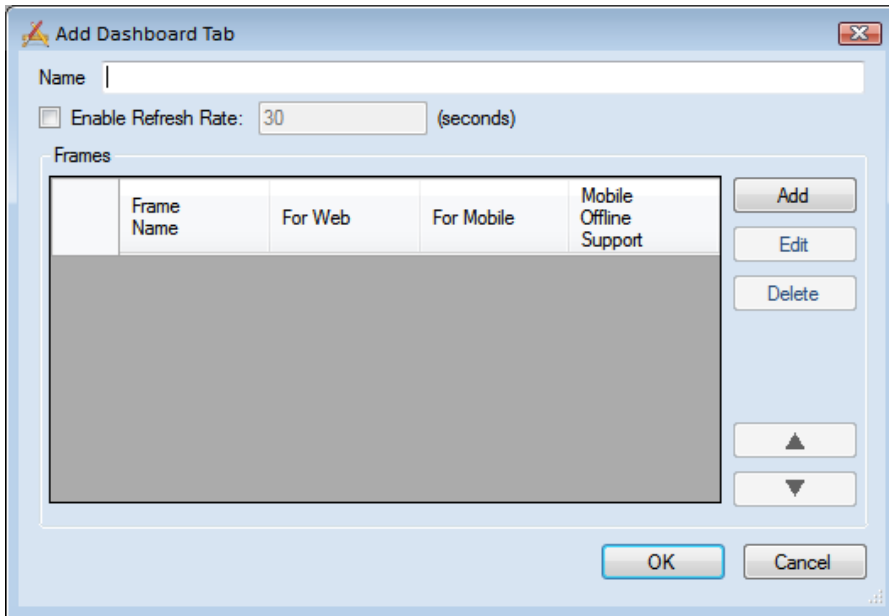 Add Dashboard Tab
Name
Enable Refresh Rate: 30 (seconds)
Frames
Frame
Name
For Web
For Mobile
Mobile
Offline
Support
Add
Edit
Delete
OK
Cancel